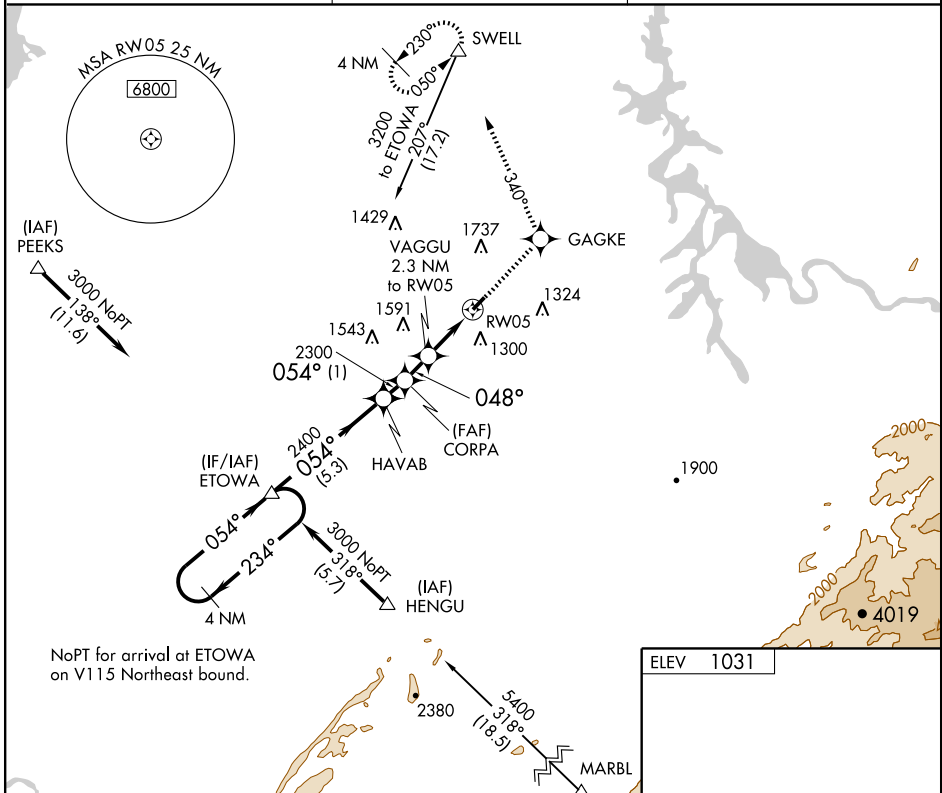 MSA RW05 25 NM
6800
230°
SWELL
4 NM
050°
3200
to ETOWA
207°
(17.2)
340°
1429
1737
GAGKE
(IAF)
PEEKS
VAGGU
2.3 NM
to RW05
3000 NoPT
138°
(11.6)
1591
1543
RW05
1324
1300
2300
054° (1)
048°
(FAF)
CORPA
HAVAB
2400
054°
(5.3)
(IF/IAF)
ETOWA
2000
1900
054°
234°
3000 NoPT
318°
(5.7)
(IAF)
HENGU
4 NM
2000
4019
NoPT for arrival at ETOWA
on V115 Northeast bound.
ELEV 1031
2380
5400
318°
(18.5)
MARBL